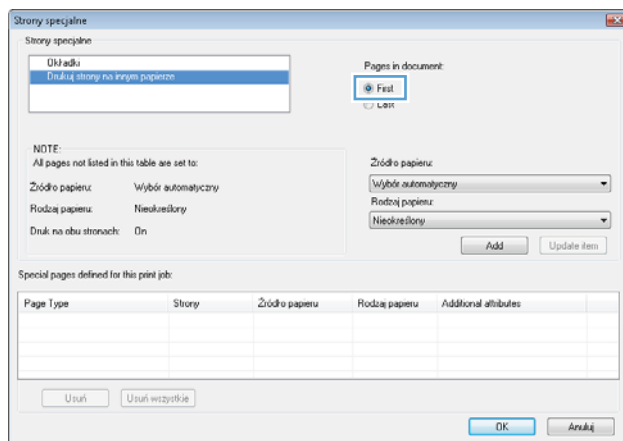 Strony specjalne
Strony specjalne
Okładki
Drukuj strony na innym papierze
Pages in document:
First
Last
NOTE:
All pages not listed in this table are set to:
Źródło papieru: Wybór automatyczny
Rodzaj papieru: Nieokreślony
Druk na obu stronach: On
Źródło papieru:
Wybór automatyczny
Rodzaj papieru:
Nieokreślony
Add Update item
Special pages defined for this print job:
Page Type Strony Źródło papieru Rodzaj papieru Additional attributes
Usuń Usuń wszystkie
OK Anuluj